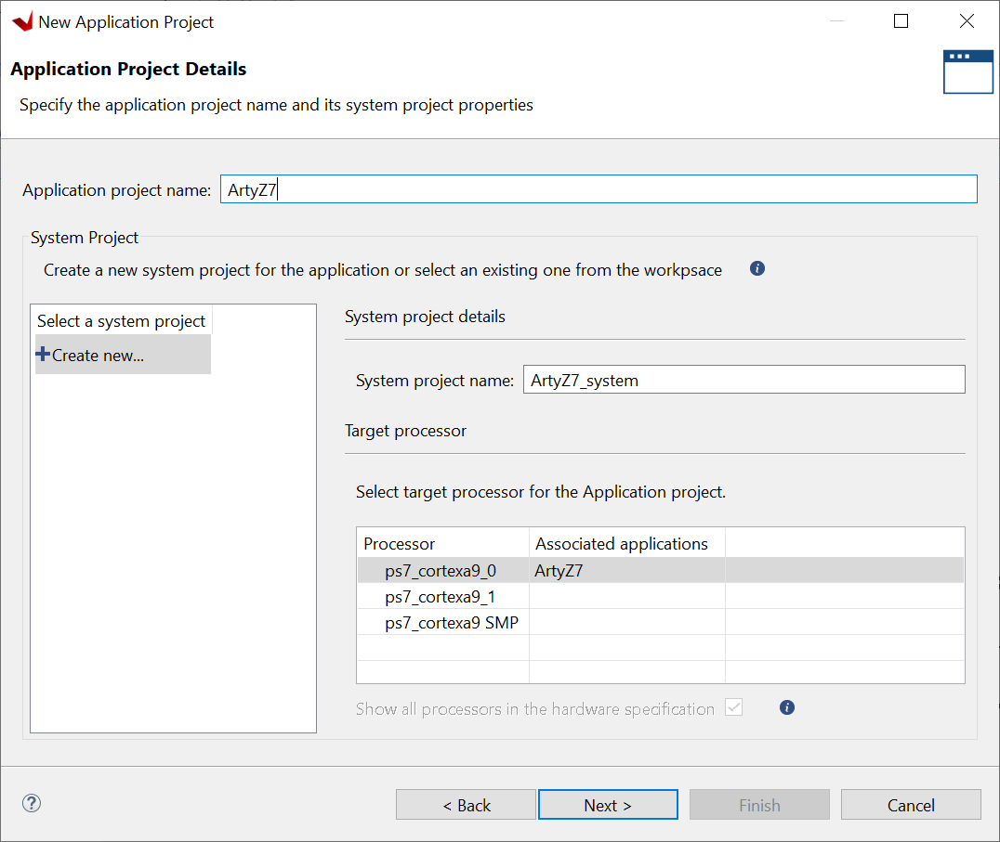 New Application Project
Application Project Details
Specify the application project name and its system project properties
Application project name: ArtyZ7
System Project
Create a new system project for the application or select an existing one from the workpsace
Select a system project
Create new...
System project details
System project name: ArtyZ7_system
Target processor
Select target processor for the Application project.
Processor Associated applications
ps7_cortexa9_0 ArtyZ7
ps7_cortexa9_1
ps7_cortexa9 SMP
Show all processors in the hardware specification
< Back Next > Finish Cancel